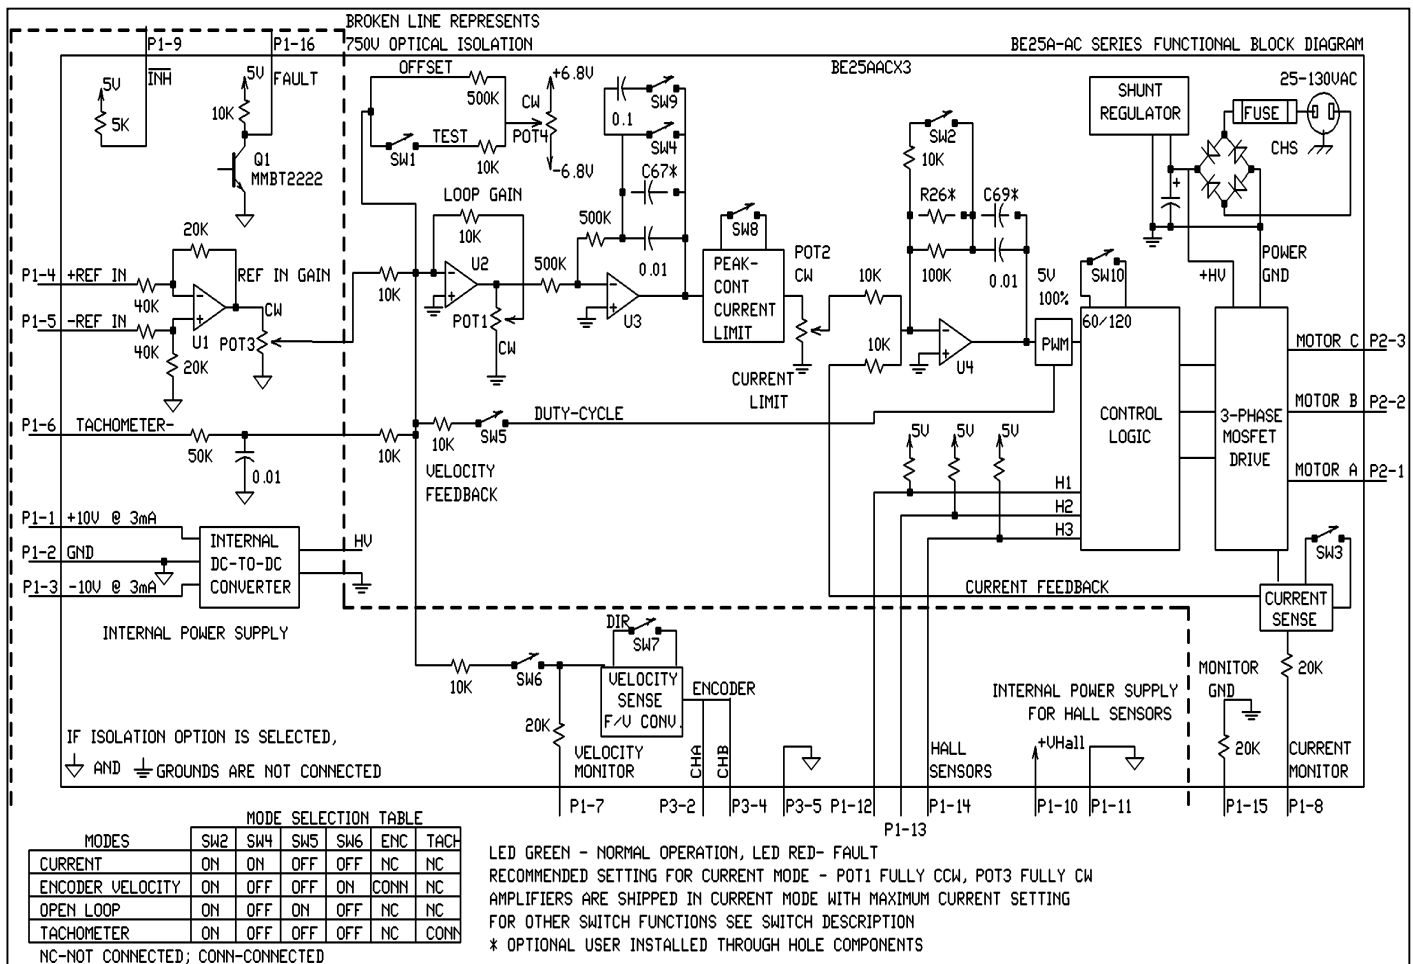 BROKEN LINE REPRESENTS
750V OPTICAL ISOLATION
BE25A-AC SERIES FUNCTIONAL BLOCK DIAGRAM
BE25AACX3
P1-9
P1-16
INH
FAULT
5V
5K
5V
10K
Q1
MMBT2222
OFFSET
500K
SW1
TEST
10K
CW
POT4
+6.8V
-6.8V
0.1
SW9
SW4
C67*
0.01
LOOP GAIN
10K
U2
POT1
CW
500K
500K
U3
SW8
PEAK-
CONT
CURRENT
LIMIT
POT2
CW
CURRENT
LIMIT
SW2
10K
R26*
C69*
100K
0.01
10K
10K
U4
5V
100%
PWM
SW10
60/120
SHUNT
REGULATOR
25-130VAC
FUSE
CHS
+
+HV
POWER
GND
P1-4 +REF IN
40K
P1-5 -REF IN
40K
20K
20K
U1
REF IN GAIN
CW
POT3
10K
P1-6 TACHOMETER-
50K
0.01
10K
10K
SW5
DUTY-CYCLE
VELOCITY
FEEDBACK
5V
5V
5V
H1
H2
H3
CONTROL
LOGIC
3-PHASE
MOSFET
DRIVE
MOTOR C P2-3
MOTOR B P2-2
MOTOR A P2-1
P1-1 +10V @ 3mA
P1-2 GND
P1-3 -10V @ 3mA
INTERNAL
DC-TO-DC
CONVERTER
HV
INTERNAL POWER SUPPLY
CURRENT FEEDBACK
SW3
CURRENT
SENSE
20K
10K
SW6
DIR
SW7
VELOCITY
SENSE
F/V CONV.
ENCODER
20K
VELOCITY
MONITOR
CHA
CHB
HALL
SENSORS
INTERNAL POWER SUPPLY
FOR HALL SENSORS
+VHall
MONITOR
GND
20K
CURRENT
MONITOR
IF ISOLATION OPTION IS SELECTED,
AND GROUNDS ARE NOT CONNECTED
P1-7
P3-2
P3-4
P3-5
P1-12
P1-13
P1-14
P1-10
P1-11
P1-15
P1-8
MODE SELECTION TABLE
MODES SW2 SW4 SW5 SW6 ENC TACH
CURRENT ON ON OFF OFF NC NC
ENCODER VELOCITY ON OFF OFF ON CONN NC
OPEN LOOP ON OFF ON OFF NC NC
TACHOMETER ON OFF OFF OFF NC CONN
NC-NOT CONNECTED; CONN-CONNECTED
LED GREEN - NORMAL OPERATION, LED RED- FAULT
RECOMMENDED SETTING FOR CURRENT MODE - POT1 FULLY CCW, POT3 FULLY CW
AMPLIFIERS ARE SHIPPED IN CURRENT MODE WITH MAXIMUM CURRENT SETTING
FOR OTHER SWITCH FUNCTIONS SEE SWITCH DESCRIPTION
* OPTIONAL USER INSTALLED THROUGH HOLE COMPONENTS